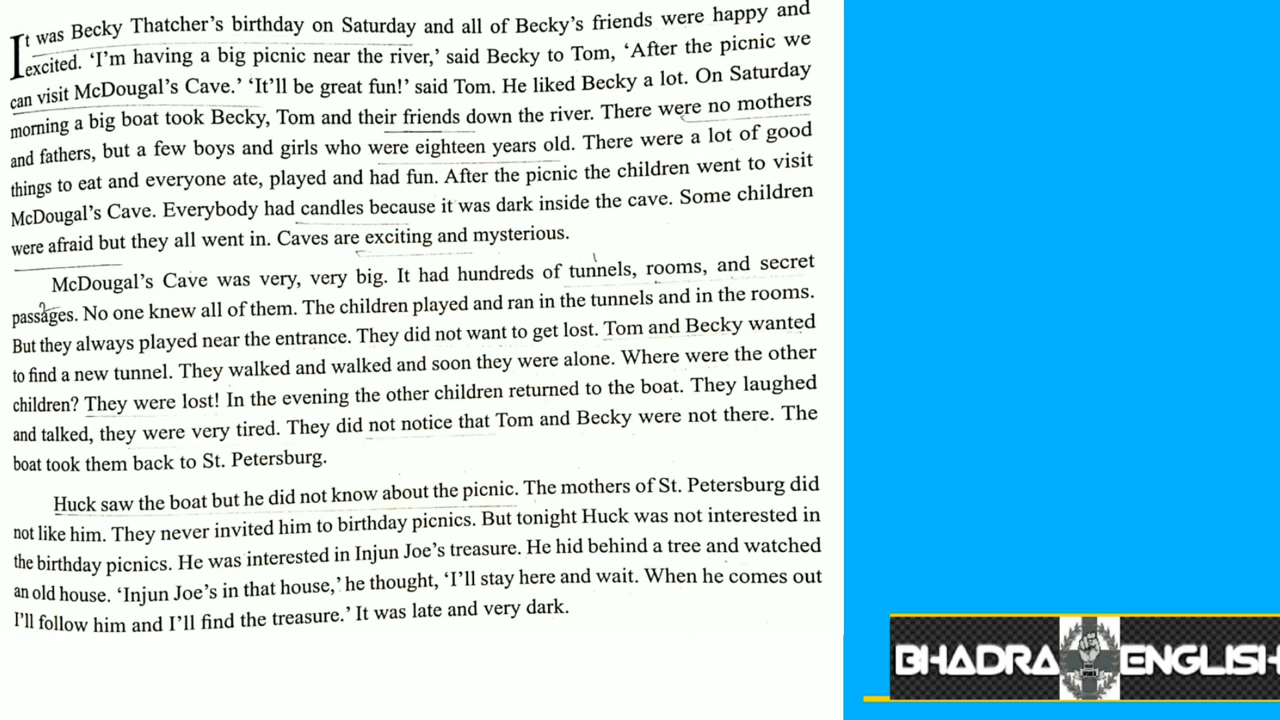 It was Becky Thatcher's birthday on Saturday and all of Becky's friends were happy and
excited. 'I'm having a big picnic near the river,' said Becky to Tom, 'After the picnic we
can visit McDougal's Cave.' 'It'll be great fun!' said Tom. He liked Becky a lot. On Saturday
morning a big boat took Becky, Tom and their friends down the river. There were no mothers
and fathers, but a few boys and girls who were eighteen years old. There were a lot of good
things to eat and everyone ate, played and had fun. After the picnic the children went to visit
McDougal's Cave. Everybody had candles because it was dark inside the cave. Some children
were afraid but they all went in. Caves are exciting and mysterious.
McDougal's Cave was very, very big. It had hundreds of tunnels, rooms, and secret
passages. No one knew all of them. The children played and ran in the tunnels and in the rooms.
But they always played near the entrance. They did not want to get lost. Tom and Becky wanted
to find a new tunnel. They walked and walked and soon they were alone. Where were the other
children? They were lost! In the evening the other children returned to the boat. They laughed
and talked, they were very tired. They did not notice that Tom and Becky were not there. The
boat took them back to St. Petersburg.
Huck saw the boat but he did not know about the picnic. The mothers of St. Petersburg did
not like him. They never invited him to birthday picnics. But tonight Huck was not interested in
the birthday picnics. He was interested in Injun Joe's treasure. He hid behind a tree and watched
an old house. 'Injun Joe's in that house,' he thought, 'I'll stay here and wait. When he comes out
I'll follow him and I'll find the treasure.' It was late and very dark.
BHADRA ENGLISH